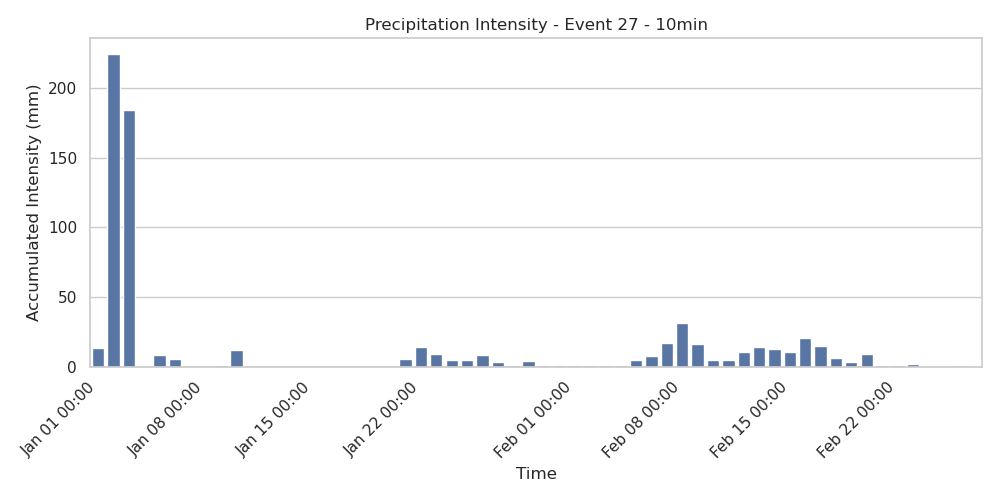 Precipitation Intensity - Event 27 - 10min
Accumulated Intensity (mm)
200
150
100
50
0
Jan 01 00:00
Jan 08 00:00
Jan 15 00:00
Jan 22 00:00
Feb 01 00:00
Feb 08 00:00
Feb 15 00:00
Feb 22 00:00
Time